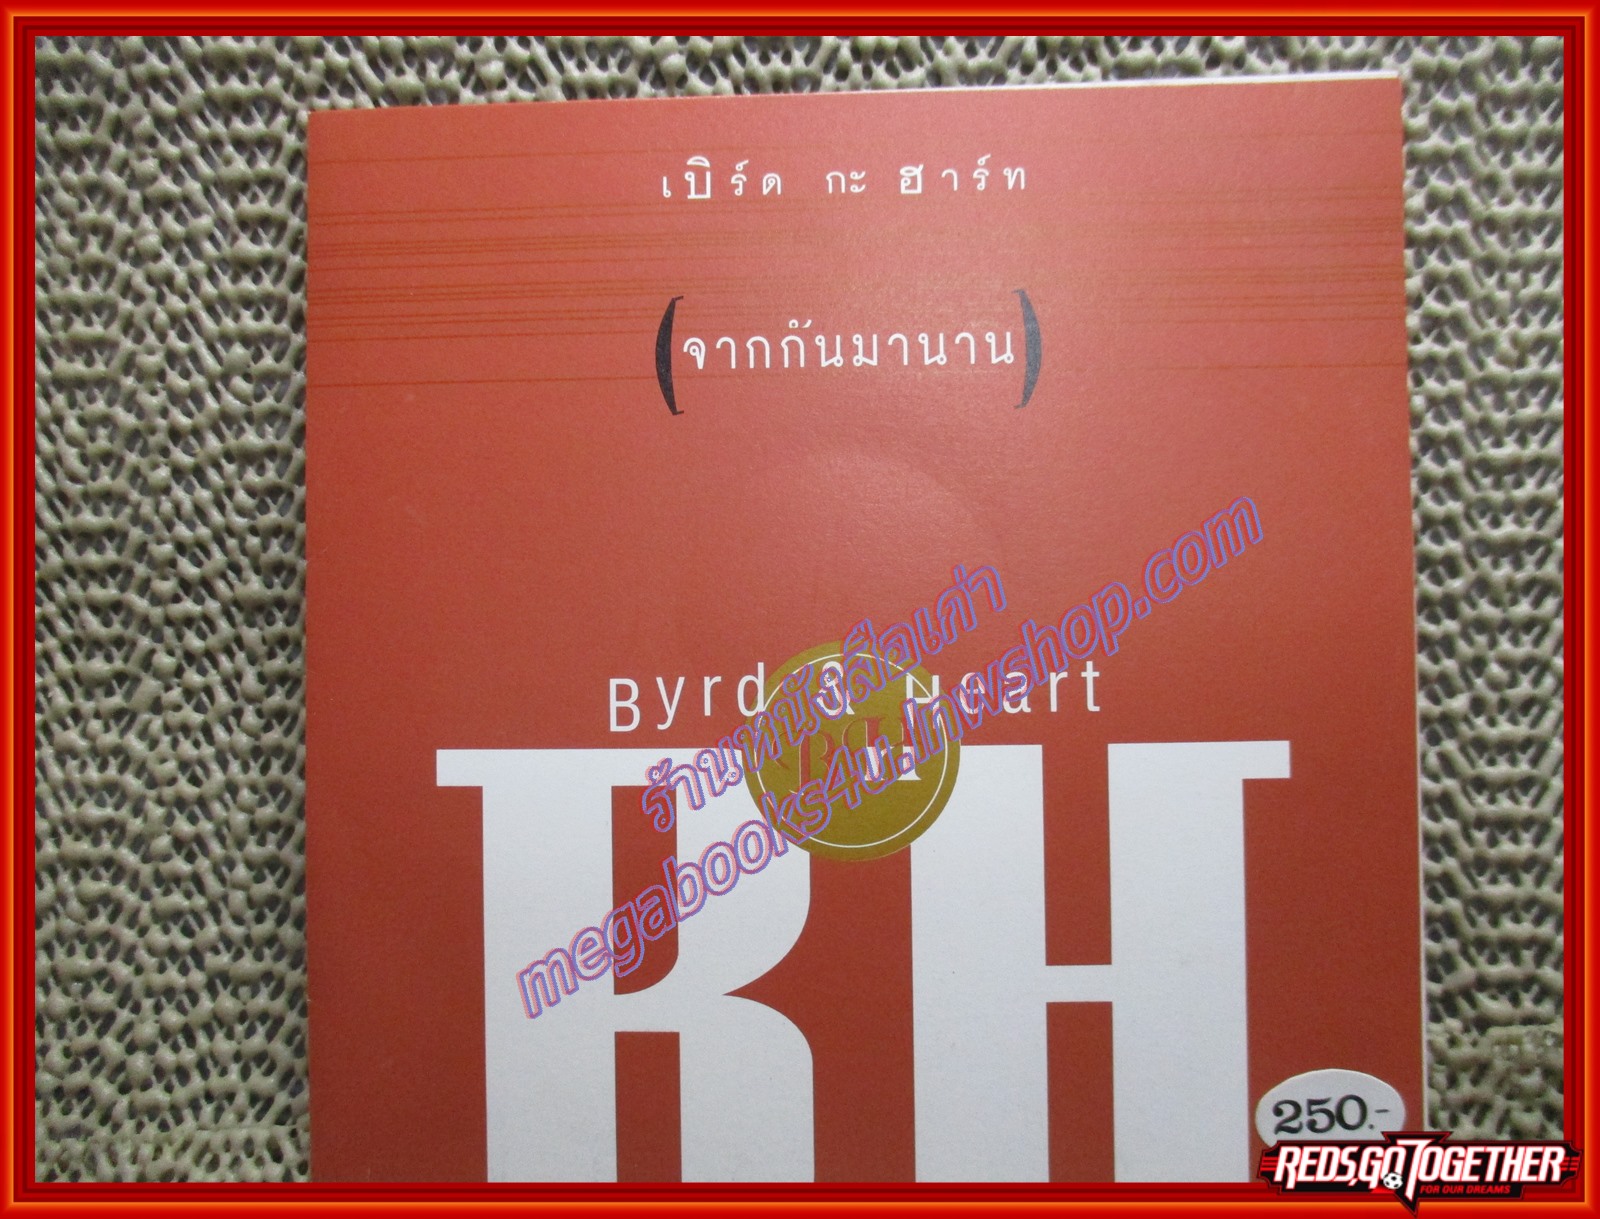 เบิร์ด กะ ฮาร์ท
(จากกันมานาน)
Byrd & Heart
BH
BH
ร้านหนังสือเก่า
megabooks4u.lnwshop.com
250.-
REDS,GO TOGETHER
FOR OUR DREAMS